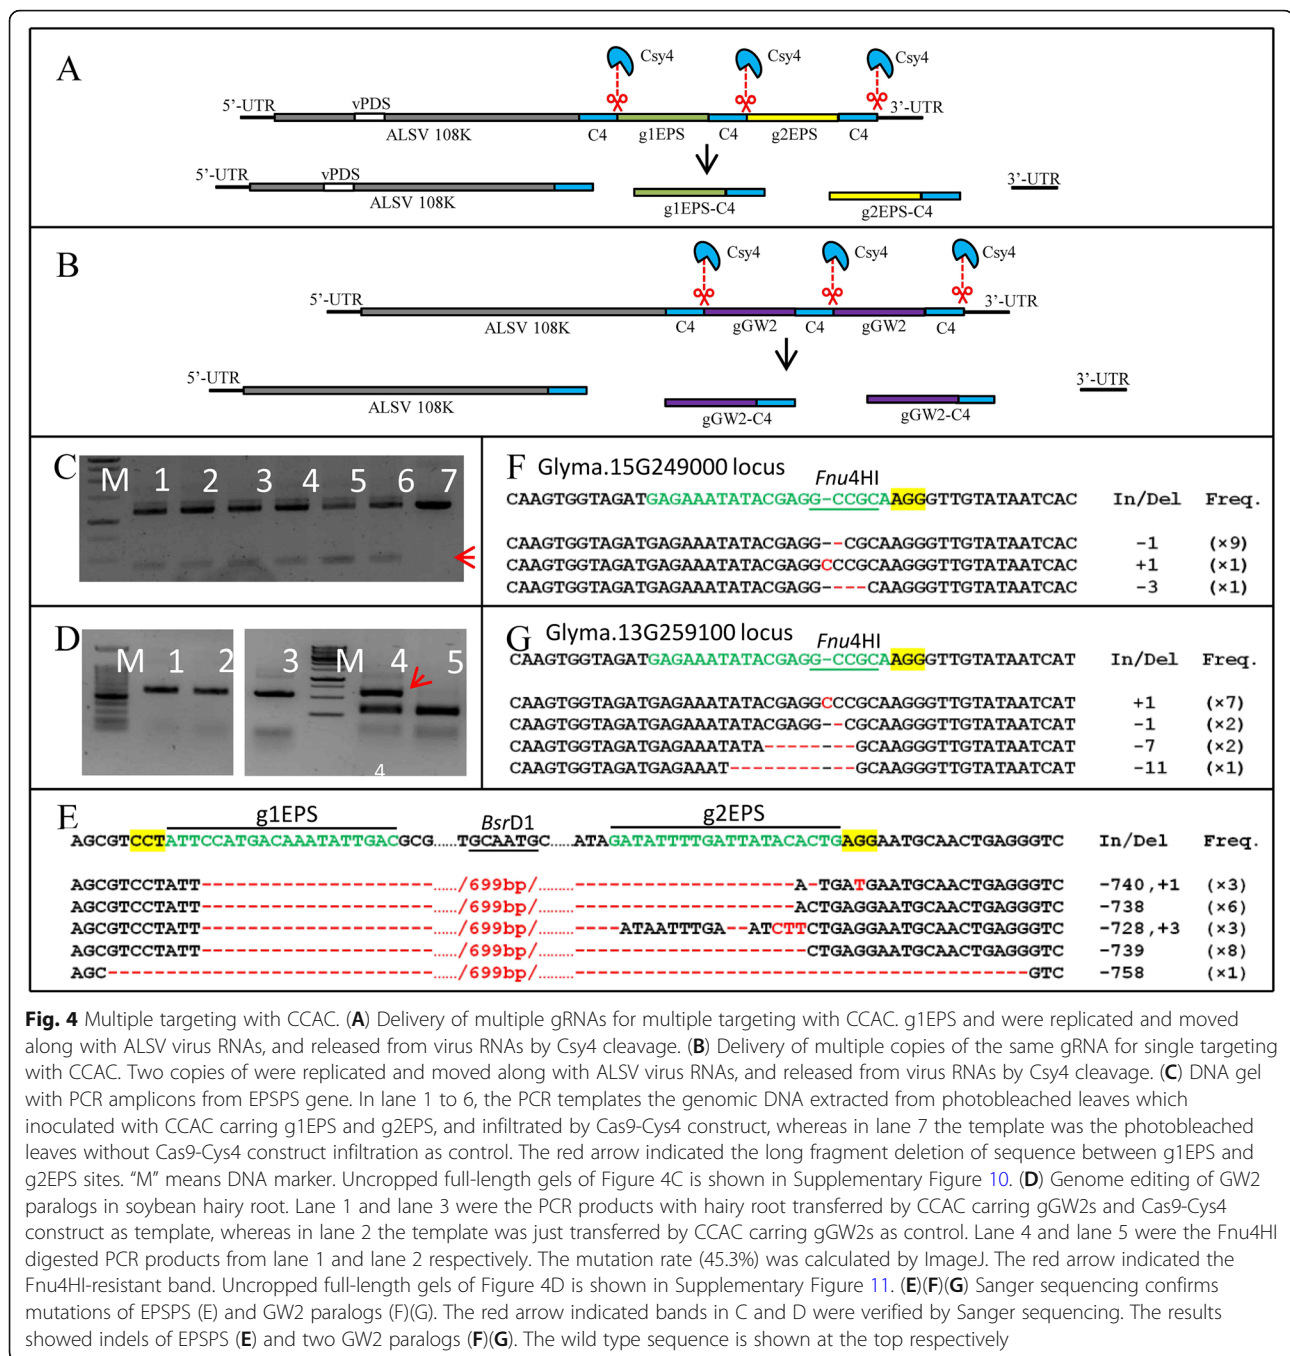 A
Csy4
Csy4
Csy4
5’-UTR
vPDS
3’-UTR
ALSV 108K
C4
g1EPS
C4
g2EPS
C4
5’-UTR
vPDS
3’-UTR
ALSV 108K
g1EPS-C4
g2EPS-C4
B
Csy4
Csy4
Csy4
5’-UTR
3’-UTR
ALSV 108K
C4
gGW2
C4
gGW2
C4
5’-UTR
3’-UTR
ALSV 108K
gGW2-C4
gGW2-C4
C
M 1 2 3 4 5 6 7
D
M 1 2 3 M 4 5
4
F Glyma.15G249000 locus
Fnu4HI
CAAGTGGTAGATGAGAAATATACGAGG-CCGCAAGGGTTGTATAATCAC In/Del Freq.
CAAGTGGTAGATGAGAAATATACGAGG--CGCAAGGGTTGTATAATCAC -1 (×9)
CAAGTGGTAGATGAGAAATATACGAGGCCCGCAAGGGTTGTATAATCAC +1 (×1)
CAAGTGGTAGATGAGAAATATACGAGG----CAAGGGTTGTATAATCAC -3 (×1)
G Glyma.13G259100 locus
Fnu4HI
CAAGTGGTAGATGAGAAATATACGAGG-CCGCAAGGGTTGTATAATCAT In/Del Freq.
CAAGTGGTAGATGAGAAATATACGAGGCCCGCAAGGGTTGTATAATCAT +1 (×7)
CAAGTGGTAGATGAGAAATATACGAGG--CGCAAGGGTTGTATAATCAT -1 (×2)
CAAGTGGTAGATGAGAAATATA--------GCAAGGGTTGTATAATCAT -7 (×2)
CAAGTGGTAGATGAGAAAT-----------GCAAGGGTTGTATAATCAT -11 (×1)
E
g1EPS
BsrD1
g2EPS
AGCGTCCTATTCCATGACAAATATTGACGCG.....TGCAATGC......ATAGATATTTTGATTATACACTGAGGAATGCAACTGAGGGTC In/Del Freq.
AGCGTCCTATT--------------------....../699bp/.........-------------------A-TGATGAATGCAACTGAGGGTC -740,+1 (×3)
AGCGTCCTATT--------------------....../699bp/.........-------------------ACTGAGGAATGCAACTGAGGGTC -738 (×6)
AGCGTCCTATT--------------------....../699bp/.........----ATAATTTGA--ATCTTCTGAGGAATGCAACTGAGGGTC -728,+3 (×3)
AGCGTCCTATT--------------------....../699bp/.........--------------------CTGAGGAATGCAACTGAGGGTC -739 (×8)
AGC----------------------------....../699bp/.........---------------------------------------GTC -758 (×1)
Fig. 4 Multiple targeting with CCAC. (A) Delivery of multiple gRNAs for multiple targeting with CCAC. g1EPS and were replicated and moved
along with ALSV virus RNAs, and released from virus RNAs by Csy4 cleavage. (B) Delivery of multiple copies of the same gRNA for single targeting
with CCAC. Two copies of were replicated and moved along with ALSV virus RNAs, and released from virus RNAs by Csy4 cleavage. (C) DNA gel
with PCR amplicons from EPSPS gene. In lane 1 to 6, the PCR templates the genomic DNA extracted from photobleached leaves which
inoculated with CCAC carring g1EPS and g2EPS, and infiltrated by Cas9-Cys4 construct, whereas in lane 7 the template was the photobleached
leaves without Cas9-Cys4 construct infiltration as control. The red arrow indicated the long fragment deletion of sequence between g1EPS and
g2EPS sites. “M” means DNA marker. Uncropped full-length gels of Figure 4C is shown in Supplementary Figure 10. (D) Genome editing of GW2
paralogs in soybean hairy root. Lane 1 and lane 3 were the PCR products with hairy root transferred by CCAC carring gGW2s and Cas9-Cys4
construct as template, whereas in lane 2 the template was just transferred by CCAC carring gGW2s as control. Lane 4 and lane 5 were the Fnu4HI
digested PCR products from lane 1 and lane 2 respectively. The mutation rate (45.3%) was calculated by ImageJ. The red arrow indicated the
Fnu4HI-resistant band. Uncropped full-length gels of Figure 4D is shown in Supplementary Figure 11. (E)(F)(G) Sanger sequencing confirms
mutations of EPSPS (E) and GW2 paralogs (F)(G). The red arrow indicated bands in C and D were verified by Sanger sequencing. The results
showed indels of EPSPS (E) and two GW2 paralogs (F)(G). The wild type sequence is shown at the top respectively